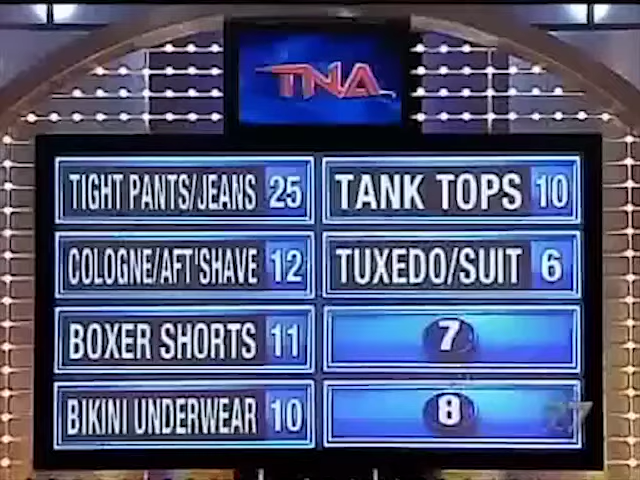 TNA
TIGHT PANTS/JEANS 25
COLOGNE/AFT'SHAVE 12
BOXER SHORTS 11
BIKINI UNDERWEAR 10
TANK TOPS 10
TUXEDO/SUIT 6
7
8
27